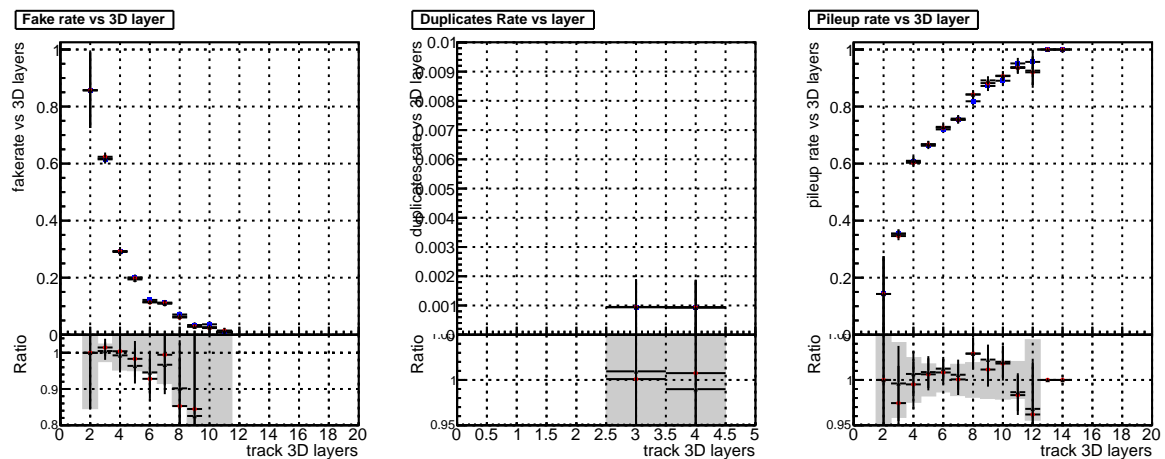 Fake rate vs 3D layer
fakerate vs 3D layers
1
0.8
0.6
0.4
0.2
0
Ratio
1
0.9
0.8
0 2 4 6 8 10 12 14 16 18 20
track 3D layers
Duplicates Rate vs layer
duplicates rate vs 3D layers
0.01
0.009
0.008
0.007
0.006
0.005
0.004
0.003
0.002
0.001
0
Ratio
1
0.95
0 0.5 1 1.5 2 2.5 3 3.5 4 4.5 5
track 3D layers
Pileup rate vs 3D layer
pileup rate vs 3D layers
1
0.8
0.6
0.4
0.2
0
Ratio
1
0.95
0 2 4 6 8 10 12 14 16 18 20
track 3D layers